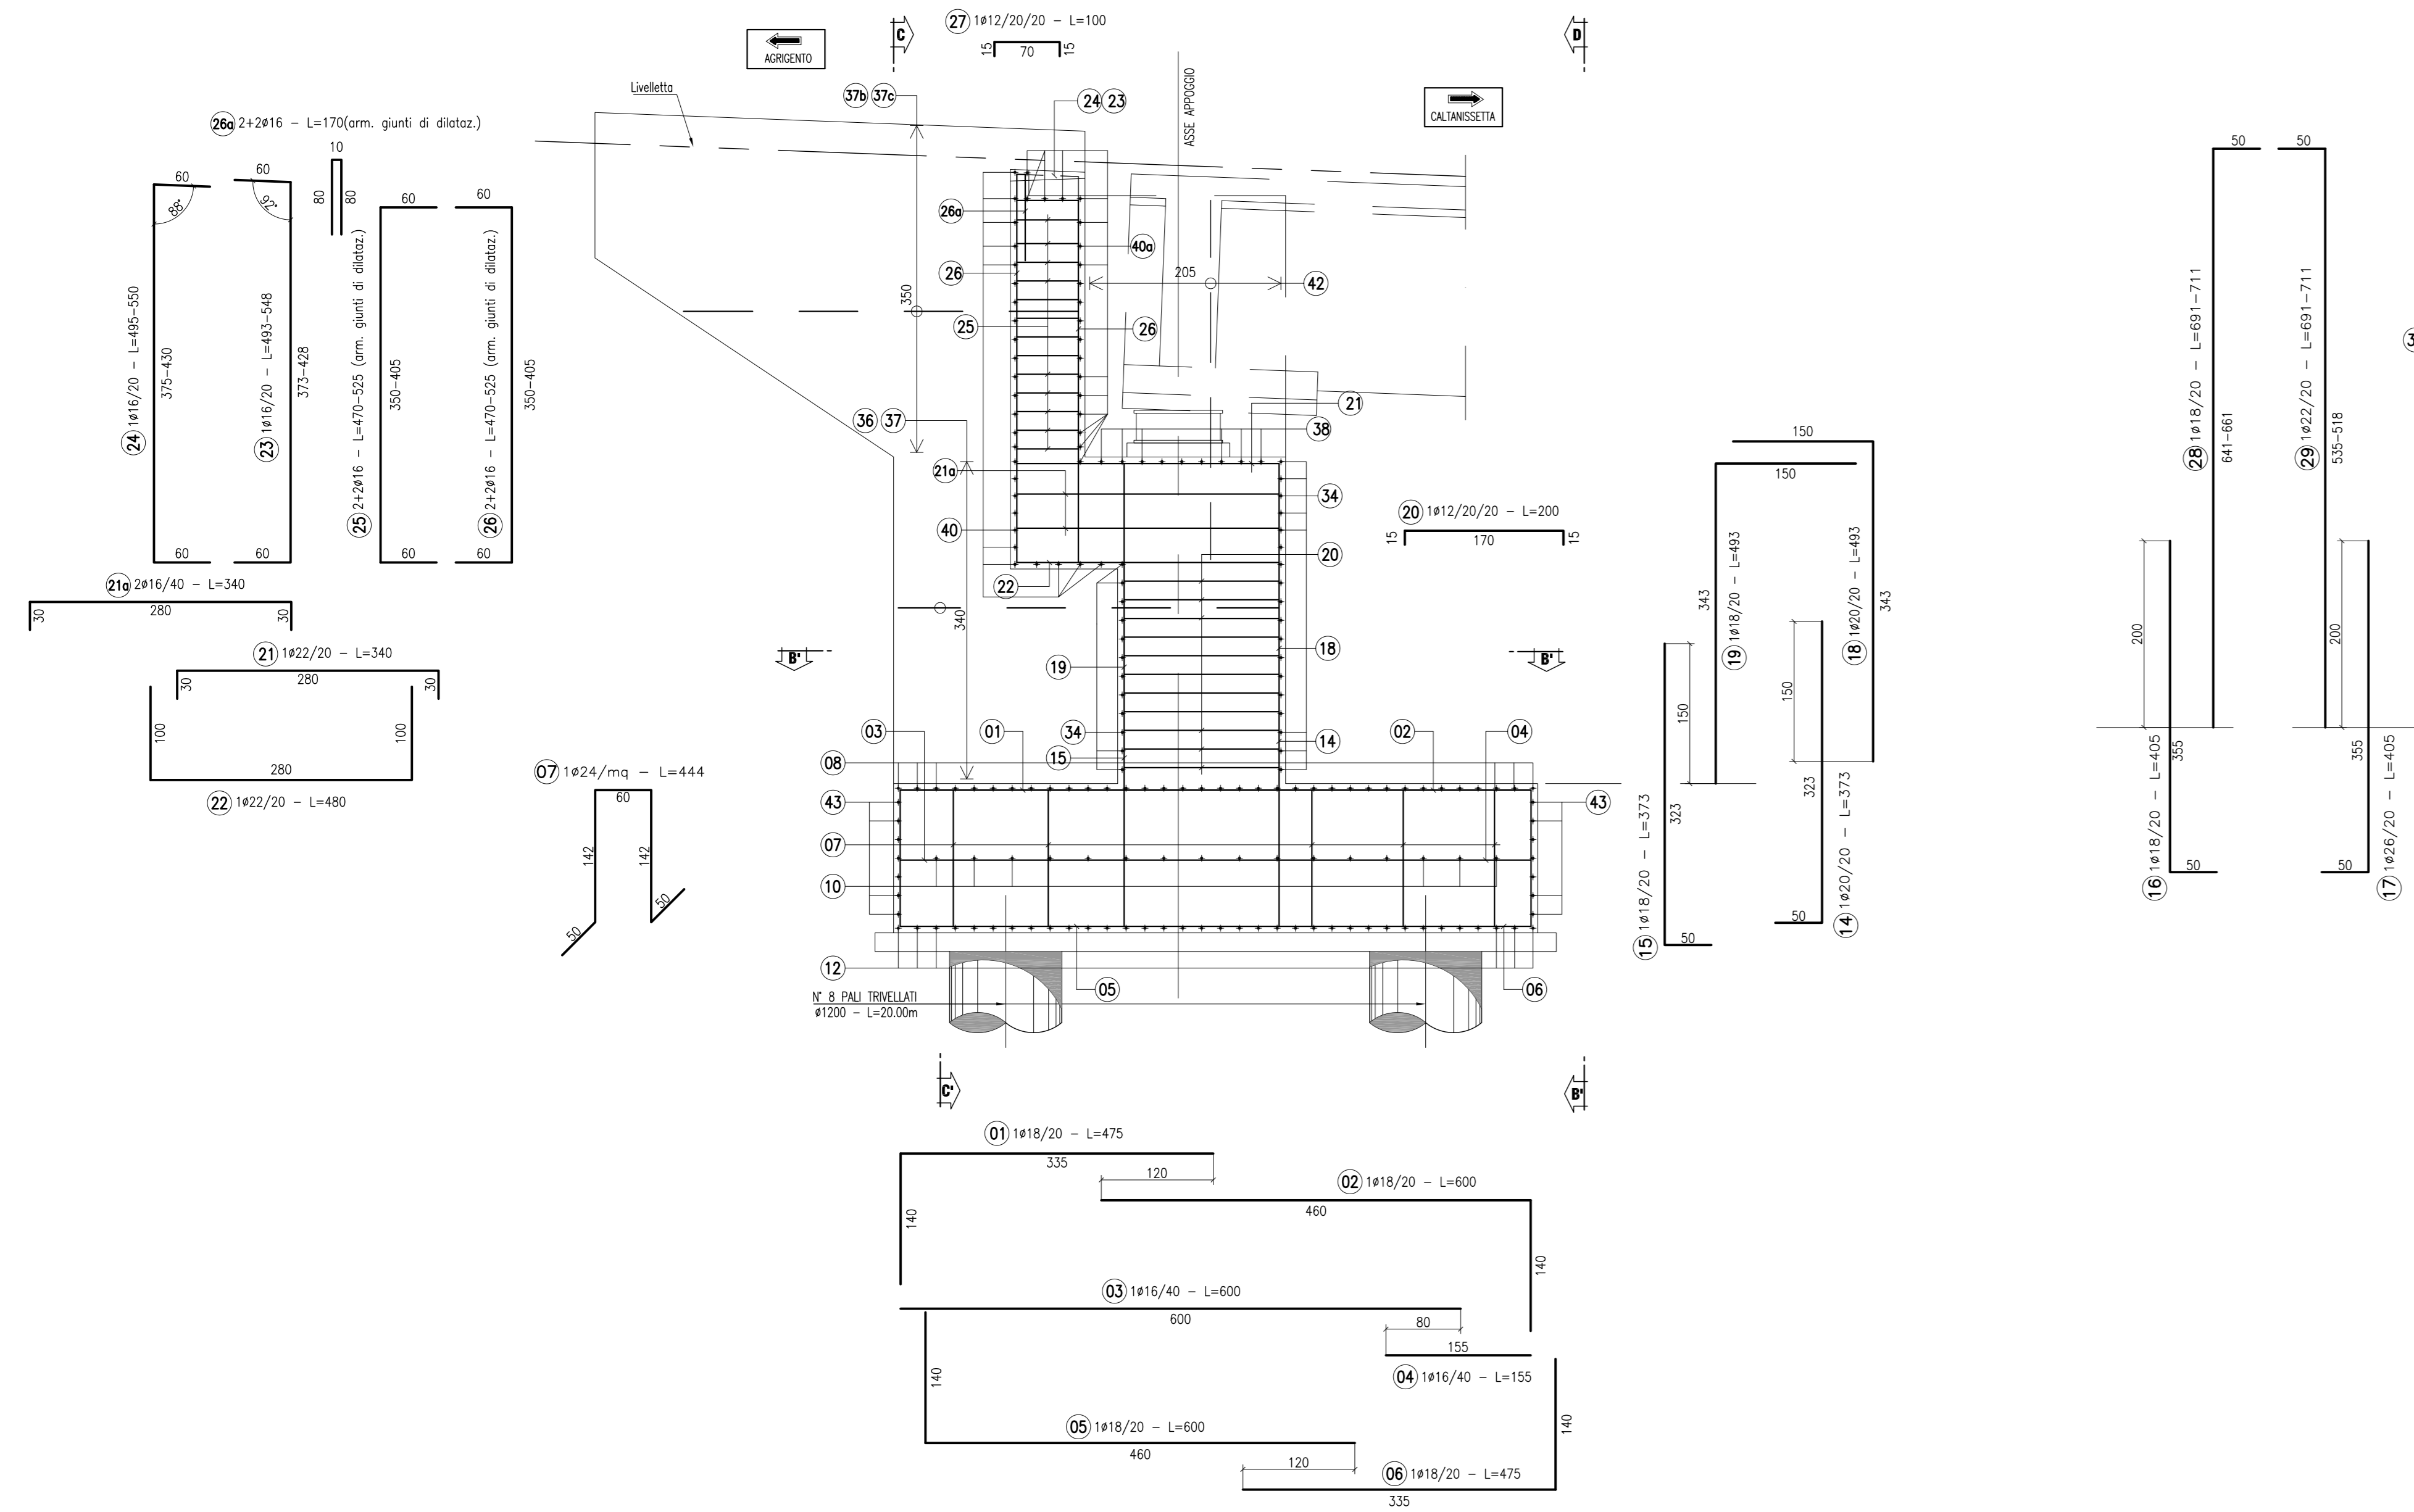 27 1ø12/20/20 - L=100
15 70 15
C
D
AGRIGENTO
CALTANISSETTA
ASSE APPOGGIO
Livelletta
37b 37c
24 23
26a 2+2ø16 - L=170(arm. giunti di dilataz.)
10
80 80
60
88°
24 1ø16/20 - L=495-550
375-430
60
60
92°
23 1ø16/20 - L=493-548
373-428
60
60
25 2+2ø16 - L=470-525 (arm. giunti di dilataz.)
350-405
60
60
26 2+2ø16 - L=470-525 (arm. giunti di dilataz.)
350-405
60
21a 2ø16/40 - L=340
30 280 30
21 1ø22/20 - L=340
30 280 30
100 280 100
22 1ø22/20 - L=480
07 1ø24/mq - L=444
60
142 142
50 50
26a
40a
26
205
42
350
25
26
36 37
21
38
21a
34
40
20
22
340
B'
B'
19
18
03
01
34
02
04
14
15
08
43
43
07
10
12
05
06
N° 8 PALI TRIVELLATI
ø1200 - L=20.00m
C'
B'
20 1ø12/20/20 - L=200
15 170 15
150
150
343
19 1ø18/20 - L=493
18 1ø20/20 - L=493
343
150
150
15 1ø18/20 - L=373
323
50
323
14 1ø20/20 - L=373
50
50 50
28 1ø18/20 - L=691-711
641-661
29 1ø22/20 - L=691-711
535-518
200
200
16 1ø18/20 - L=405
355
50
355
17 1ø26/20 - L=405
50
01 1ø18/20 - L=475
335
140
120
02 1ø18/20 - L=600
460
140
03 1ø16/40 - L=600
600
80
155
04 1ø16/40 - L=155
140
05 1ø18/20 - L=600
460
140
120
06 1ø18/20 - L=475
335